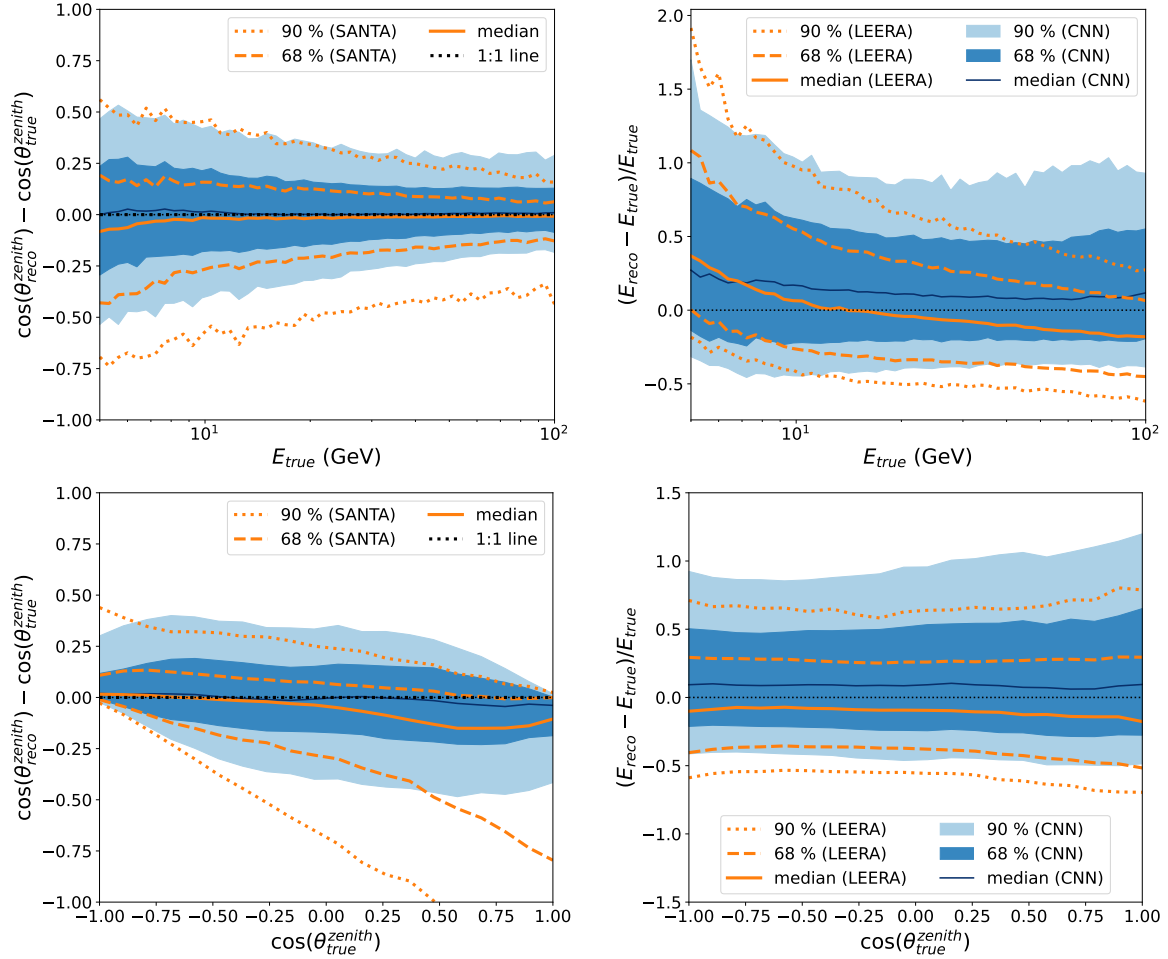 1.00
0.75
0.50
0.25
0.00
−0.25
−0.50
−0.75
−1.00
cos(θ_reco^zenith) − cos(θ_true^zenith)
90 % (SANTA)
68 % (SANTA)
median
1:1 line
10^1
10^2
E_true (GeV)
2.0
1.5
1.0
0.5
0.0
−0.5
(E_reco − E_true)/E_true
90 % (LEERA)
68 % (LEERA)
median (LEERA)
90 % (CNN)
68 % (CNN)
median (CNN)
10^1
10^2
E_true (GeV)
1.00
0.75
0.50
0.25
0.00
−0.25
−0.50
−0.75
−1.00
cos(θ_reco^zenith) − cos(θ_true^zenith)
90 % (SANTA)
68 % (SANTA)
median
1:1 line
−1.00 −0.75 −0.50 −0.25 0.00 0.25 0.50 0.75 1.00
cos(θ_true^zenith)
1.5
1.0
0.5
0.0
−0.5
−1.0
−1.5
(E_reco − E_true)/E_true
90 % (LEERA)
68 % (LEERA)
median (LEERA)
90 % (CNN)
68 % (CNN)
median (CNN)
−1.00 −0.75 −0.50 −0.25 0.00 0.25 0.50 0.75 1.00
cos(θ_true^zenith)